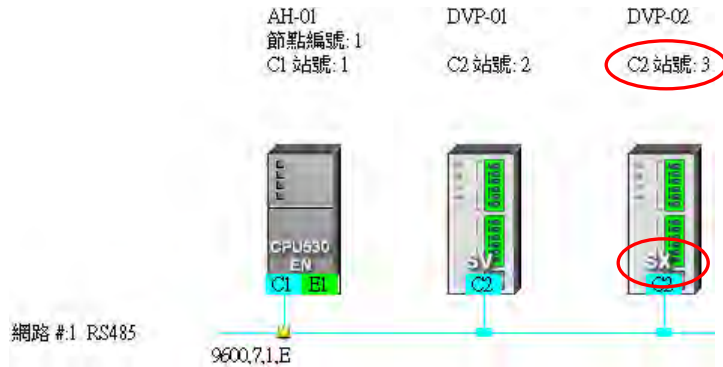 AH-01
節點編號: 1
C1 站號: 1
DVP-01
C2 站號: 2
DVP-02
C2 站號: 3
CPU530
EN
C1 E1
SV
C2
SX
C2
網路 #:1 RS485
9600,7,1,E